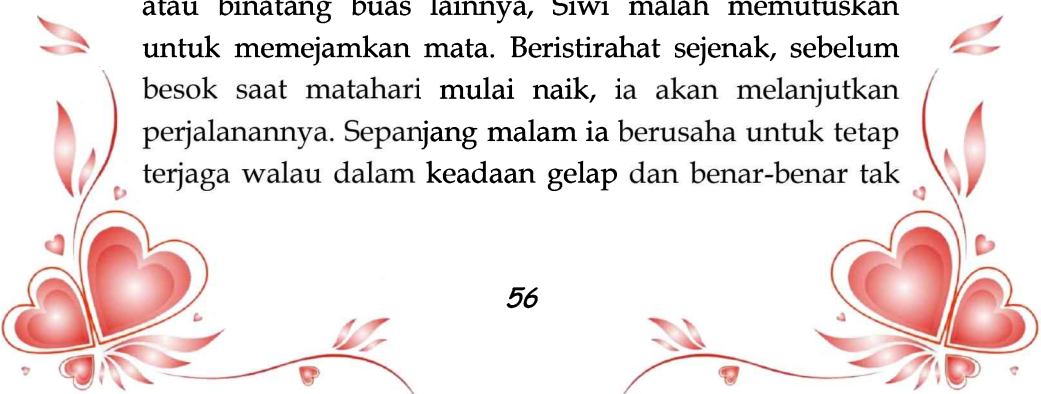 atau binatang buas lainnya, Siwi malah memutuskan
untuk memejamkan mata. Beristirahat sejenak, sebelum
besok saat matahari mulai naik, ia akan melanjutkan
perjalanannya. Sepanjang malam ia berusaha untuk tetap
terjaga walau dalam keadaan gelap dan benar-benar tak
56